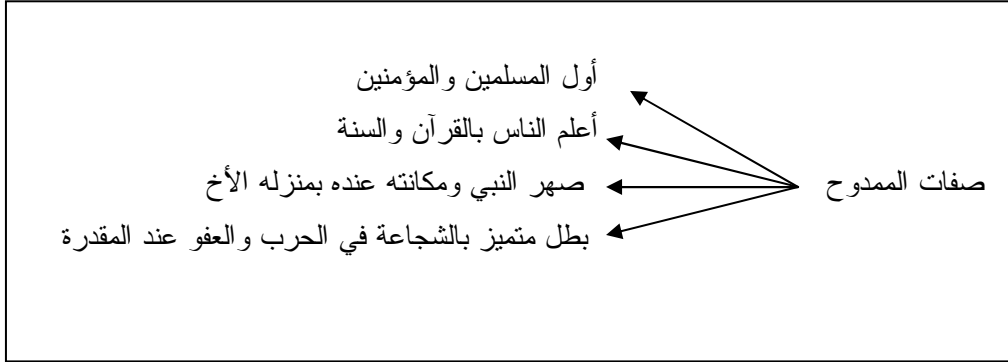 صفات الممدوح
أول المسلمين والمؤمنين
أعلم الناس بالقرآن والسنة
صهر النبي ومكانته عنده بمنزله الأخ
بطل متميز بالشجاعة في الحرب والعفو عند المقدرة